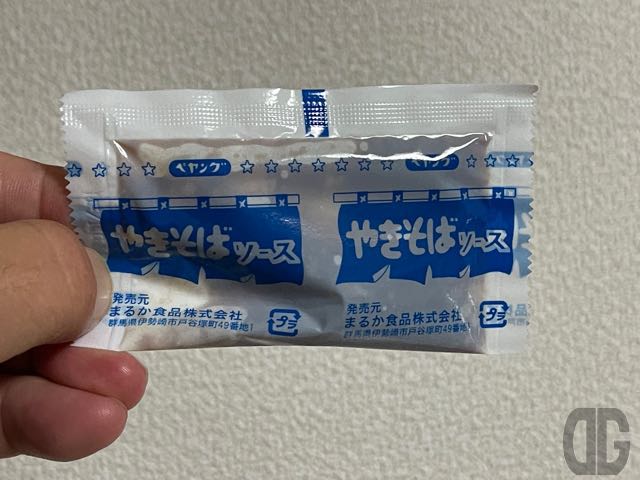 ☆☆☆☆ ペヤング ☆☆☆☆☆☆☆☆ ペヤング ☆☆☆☆
やきそばソース やきそばソース
発売元
まるか食品株式会社
群馬県伊勢崎市戸谷塚町49番地1
プラ
発売元
まるか食品株式会社
群馬県伊勢崎市戸谷塚町49番地1
プラ
DG